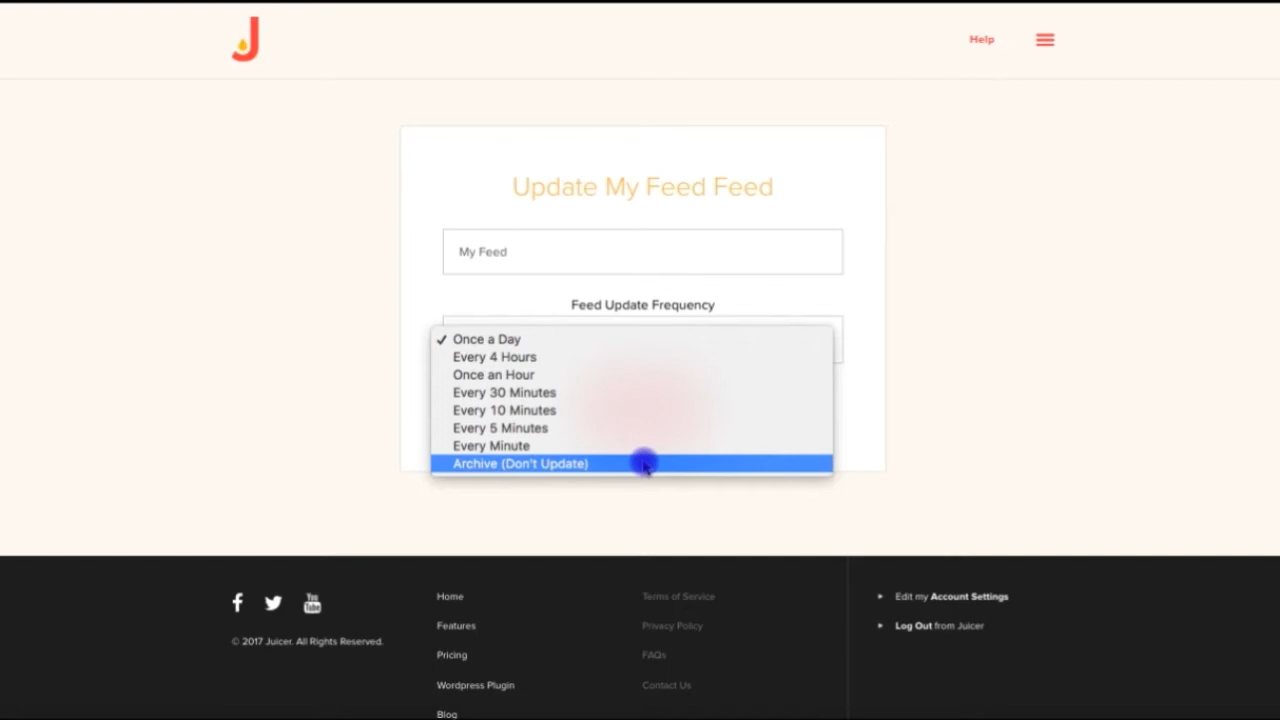 J
Help
Update My Feed Feed
My Feed
Feed Update Frequency
✓ Once a Day
Every 4 Hours
Once an Hour
Every 30 Minutes
Every 10 Minutes
Every 5 Minutes
Every Minute
Archive (Don't Update)
You Tube
© 2017 Juicer. All Rights Reserved.
Home
Features
Pricing
Wordpress Plugin
Blog
Terms of Service
Privacy Policy
FAQs
Contact Us
Edit my Account Settings
Log Out from Juicer